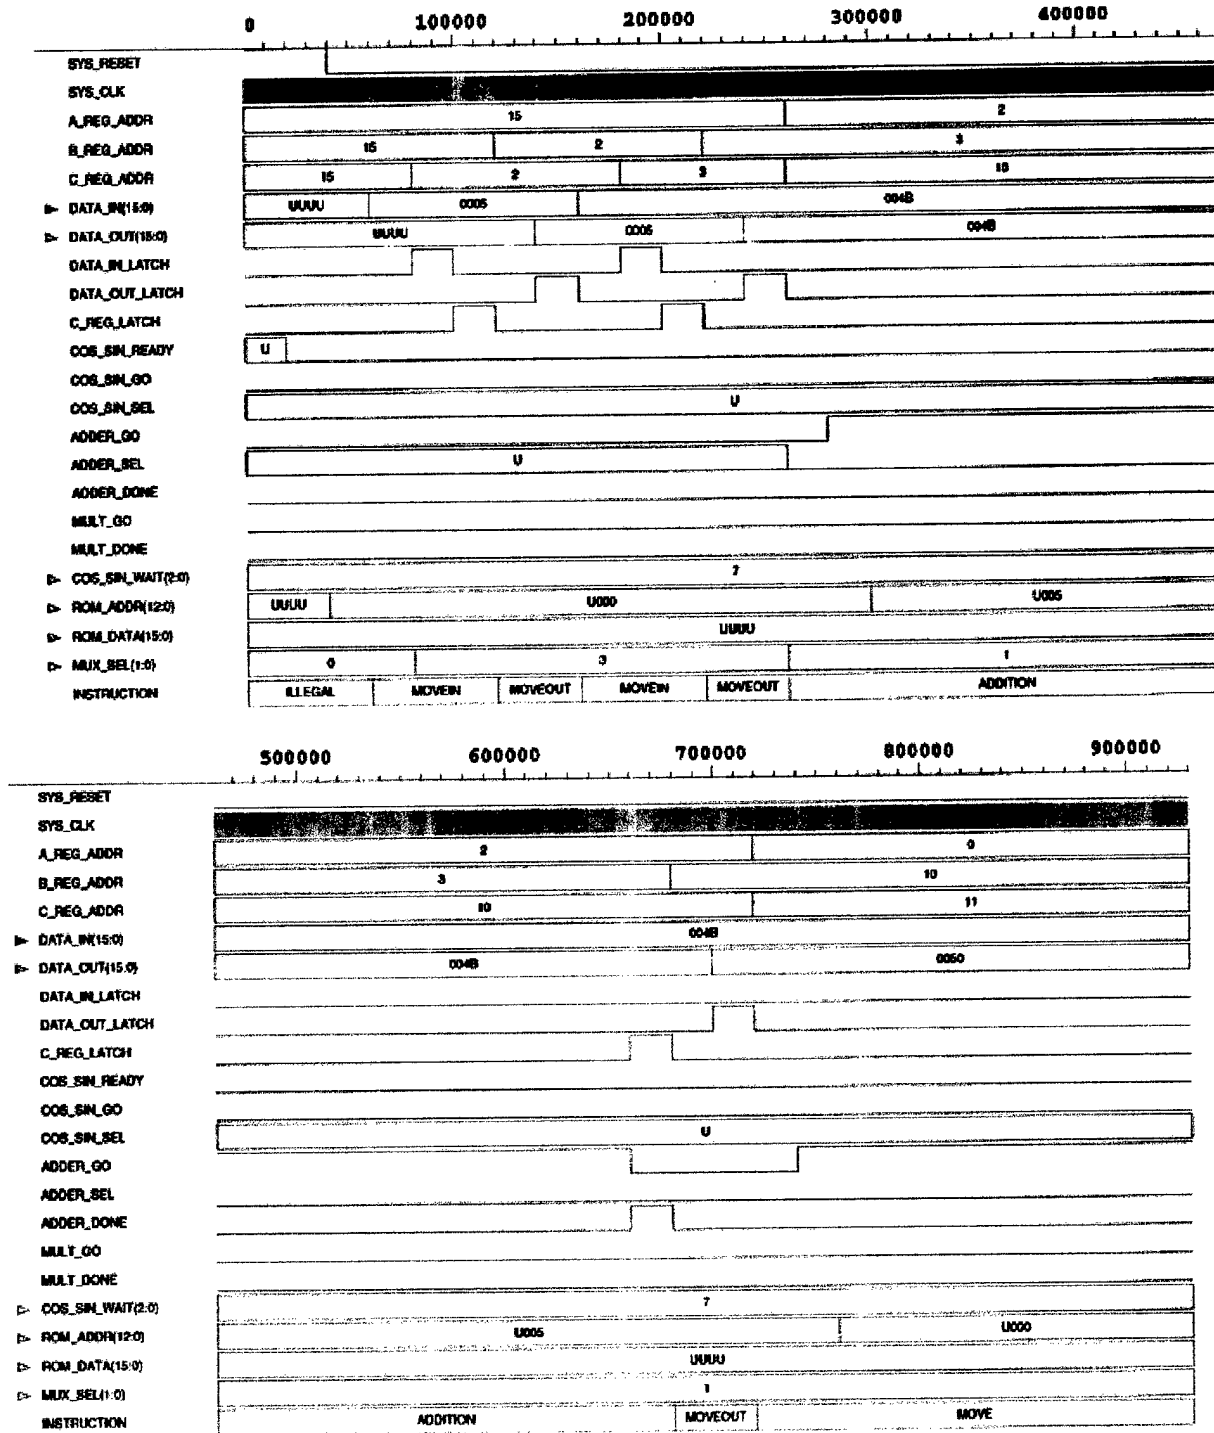 0 100000 200000 300000 400000
SYS_RESET
SYS_CLK
A_REG_ADDR 15 2
B_REG_ADDR 15 2 3
C_REG_ADDR 15 2 3 10
DATA_IN(15:0) UUUU 0005 004B
DATA_OUT(15:0) UUUU 0005 004B
DATA_IN_LATCH
DATA_OUT_LATCH
C_REG_LATCH
COS_SIN_READY U
COS_SIN_GO
COS_SIN_SEL U
ADDER_GO
ADDER_SEL U
ADDER_DONE
MULT_GO
MULT_DONE
COS_SIN_WAIT(2:0) 7
ROM_ADDR(12:0) UUUU U000 U005
ROM_DATA(15:0) UUUU
MUX_SEL(1:0) 0 3 1
INSTRUCTION ILLEGAL MOVEIN MOVEOUT MOVEIN MOVEOUT ADDITION
500000 600000 700000 800000 900000
SYS_RESET
SYS_CLK
A_REG_ADDR 2 0
B_REG_ADDR 3 10
C_REG_ADDR 10 11
DATA_IN(15:0) 004B
DATA_OUT(15:0) 004B 0050
DATA_IN_LATCH
DATA_OUT_LATCH
C_REG_LATCH
COS_SIN_READY
COS_SIN_GO
COS_SIN_SEL U
ADDER_GO
ADDER_SEL
ADDER_DONE
MULT_GO
MULT_DONE
COS_SIN_WAIT(2:0) 7
ROM_ADDR(12:0) U005 U000
ROM_DATA(15:0) UUUU
MUX_SEL(1:0) 1
INSTRUCTION ADDITION MOVEOUT MOVE